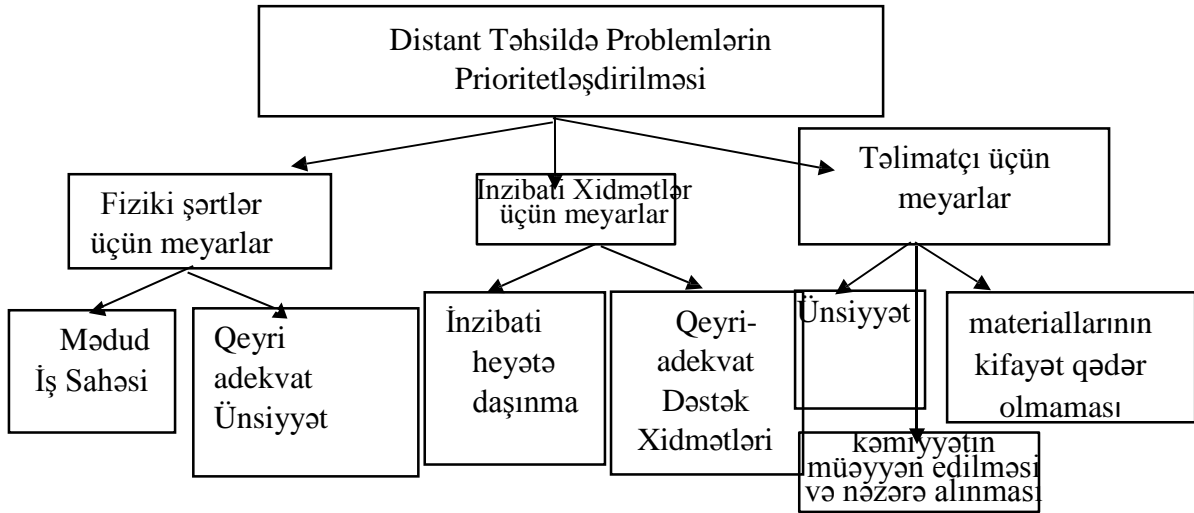 Distant Təhsildə Problemlərin
Prioritetləşdirilməsi
Fiziki şərtlər
üçün meyarlar
Inzibati Xidmətlər
üçün meyarlar
Təlimatçı üçün
meyarlar
Mədud
İş Sahəsi
Qeyri
adekvat
Ünsiyyət
İnzibati
heyətə
daşınma
Qeyri-
adekvat
Dəstək
Xidmətləri
Ünsiyyət
kəmiyyətin
müəyyən edilməsi
və nəzərə alınması
materiallarının
kifayət qədər
olmaması